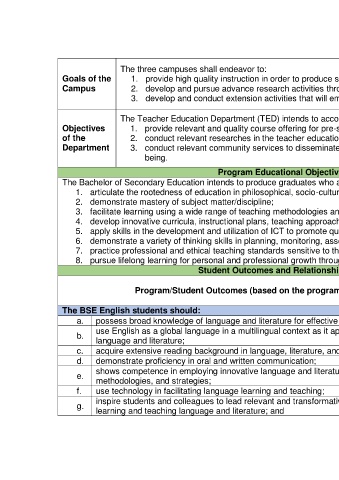 Goals of the
Campus
The three campuses shall endeavor to:
1. provide high quality instruction in order to produce s
2. develop and pursue advance research activities thr
3. develop and conduct extension activities that will em
Objectives
of the
Department
The Teacher Education Department (TED) intends to acco
1. provide relevant and quality course offering for pre-s
2. conduct relevant researches in the teacher educatio
3. conduct relevant community services to disseminate
being.
Program Educational Objectiv
The Bachelor of Secondary Education intends to produce graduates who a
1. articulate the rootedness of education in philosophical, socio-cultur
2. demonstrate mastery of subject matter/discipline;
3. facilitate learning using a wide range of teaching methodologies an
4. develop innovative curricula, instructional plans, teaching approach
5. apply skills in the development and utilization of ICT to promote qu
6. demonstrate a variety of thinking skills in planning, monitoring, ass
7. practice professional and ethical teaching standards sensitive to th
8. pursue lifelong learning for personal and professional growth throu
Student Outcomes and Relationshi
Program/Student Outcomes (based on the program
The BSE English students should:
a. possess broad knowledge of language and literature for effective
b. use English as a global language in a multilingual context as it ap
language and literature;
c. acquire extensive reading background in language, literature, and
d. demonstrate proficiency in oral and written communication;
e. shows competence in employing innovative language and literatu
methodologies, and strategies;
f. use technology in facilitating language learning and teaching;
g. inspire students and colleagues to lead relevant and transformativ
learning and teaching language and literature; and